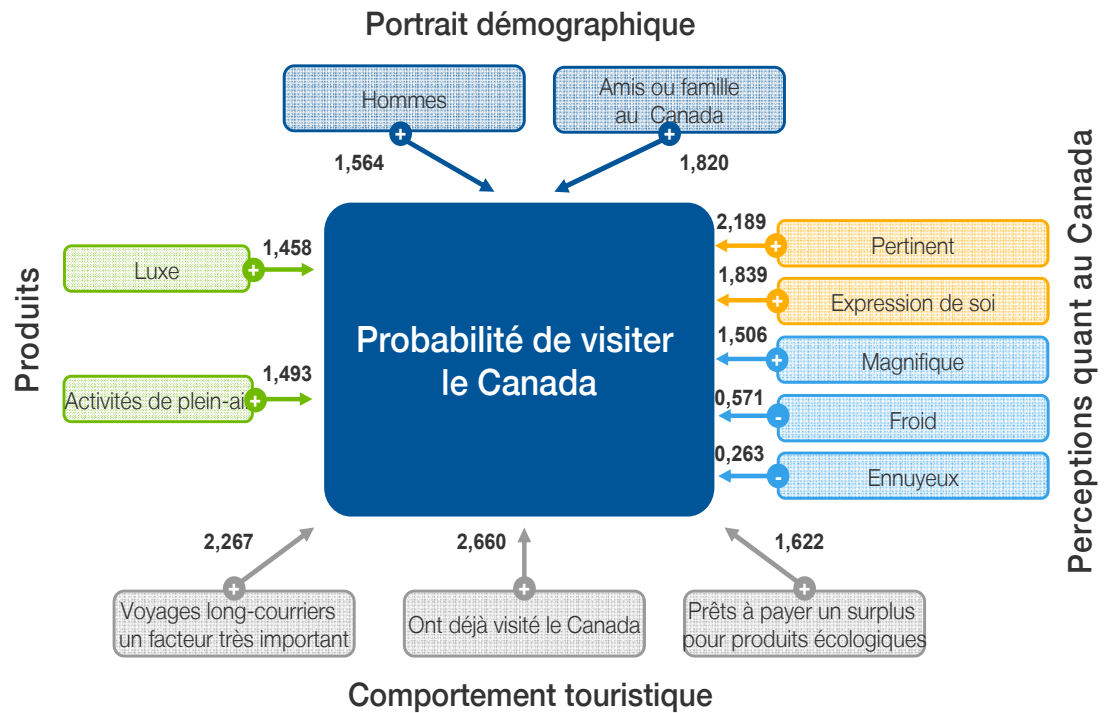 Portrait démographique
Hommes
+
1,564
Amis ou famille
au Canada
+
1,820
Produits
Luxe
+
1,458
Activités de plein-air
+
1,493
Probabilité de visiter
le Canada
Perceptions quant au Canada
2,189
+
Pertinent
1,839
+
Expression de soi
1,506
+
Magnifique
0,571
-
Froid
0,263
-
Ennuyeux
2,267
+
Voyages long-courriers
un facteur très important
2,660
+
Ont déjà visité le Canada
1,622
+
Prêts à payer un surplus
pour produits écologiques
Comportement touristique